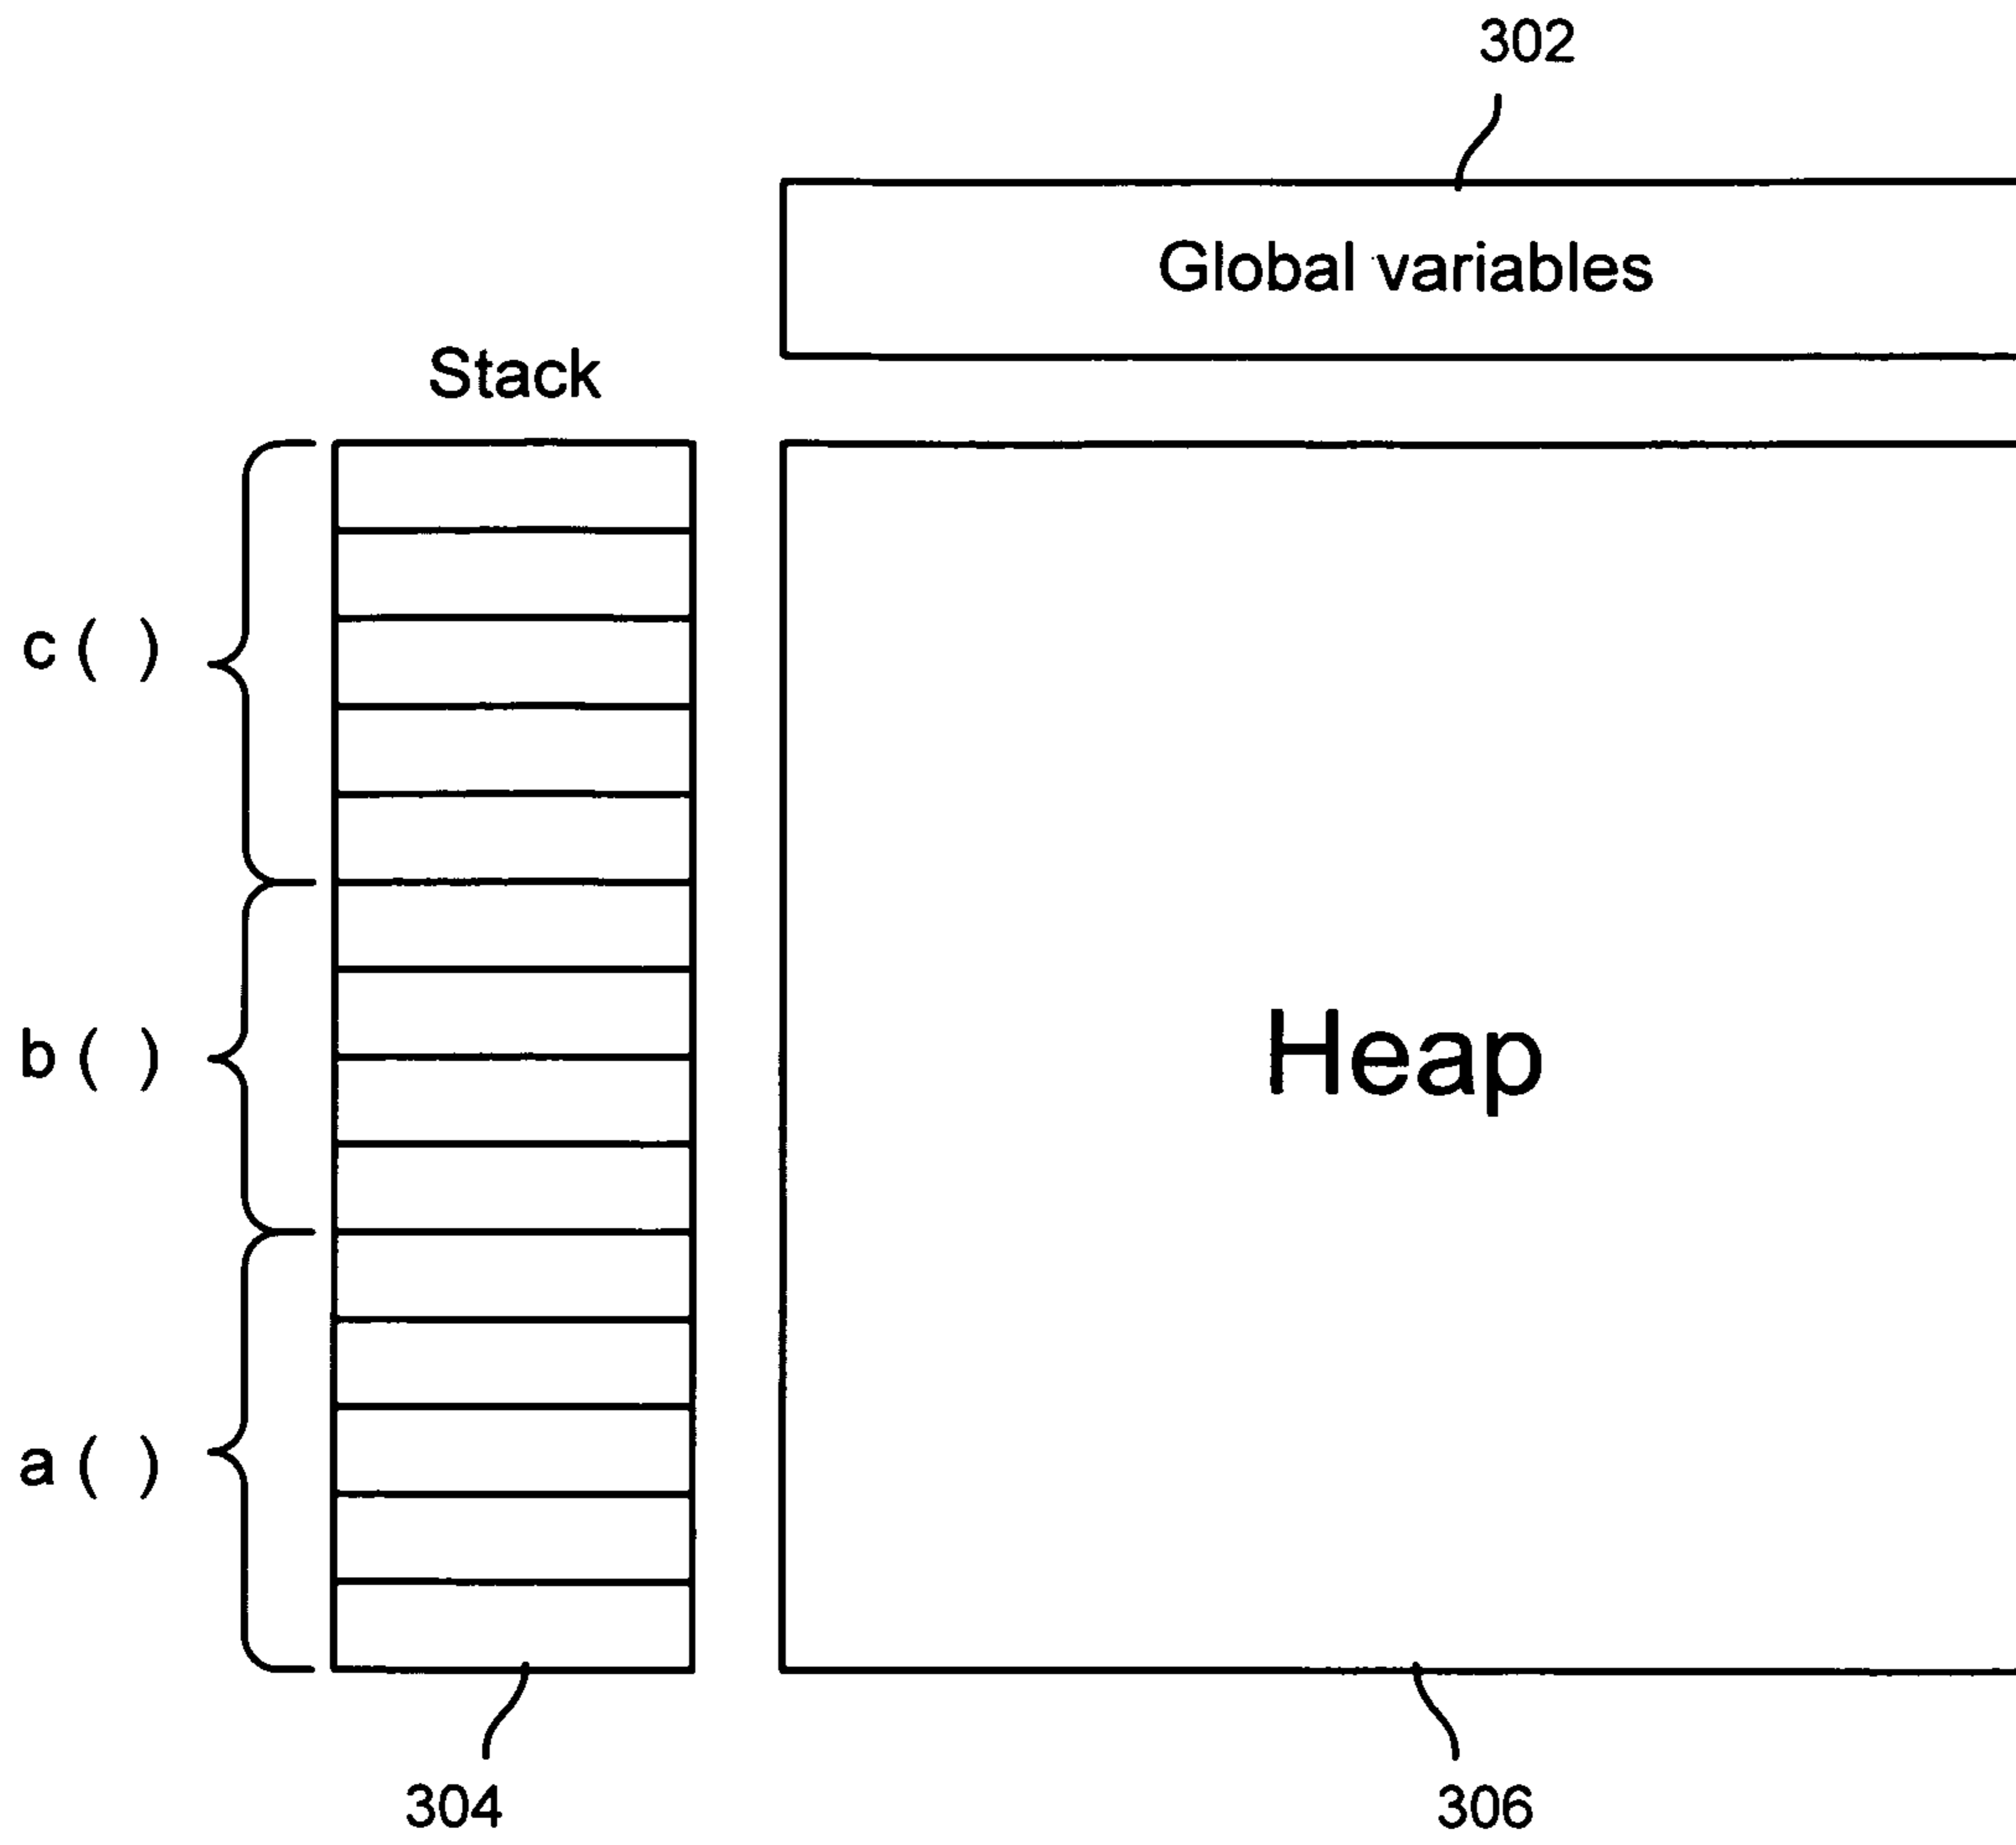 302
Global variables
Stack
c ( )
b ( )
Heap
a ( )
304
306